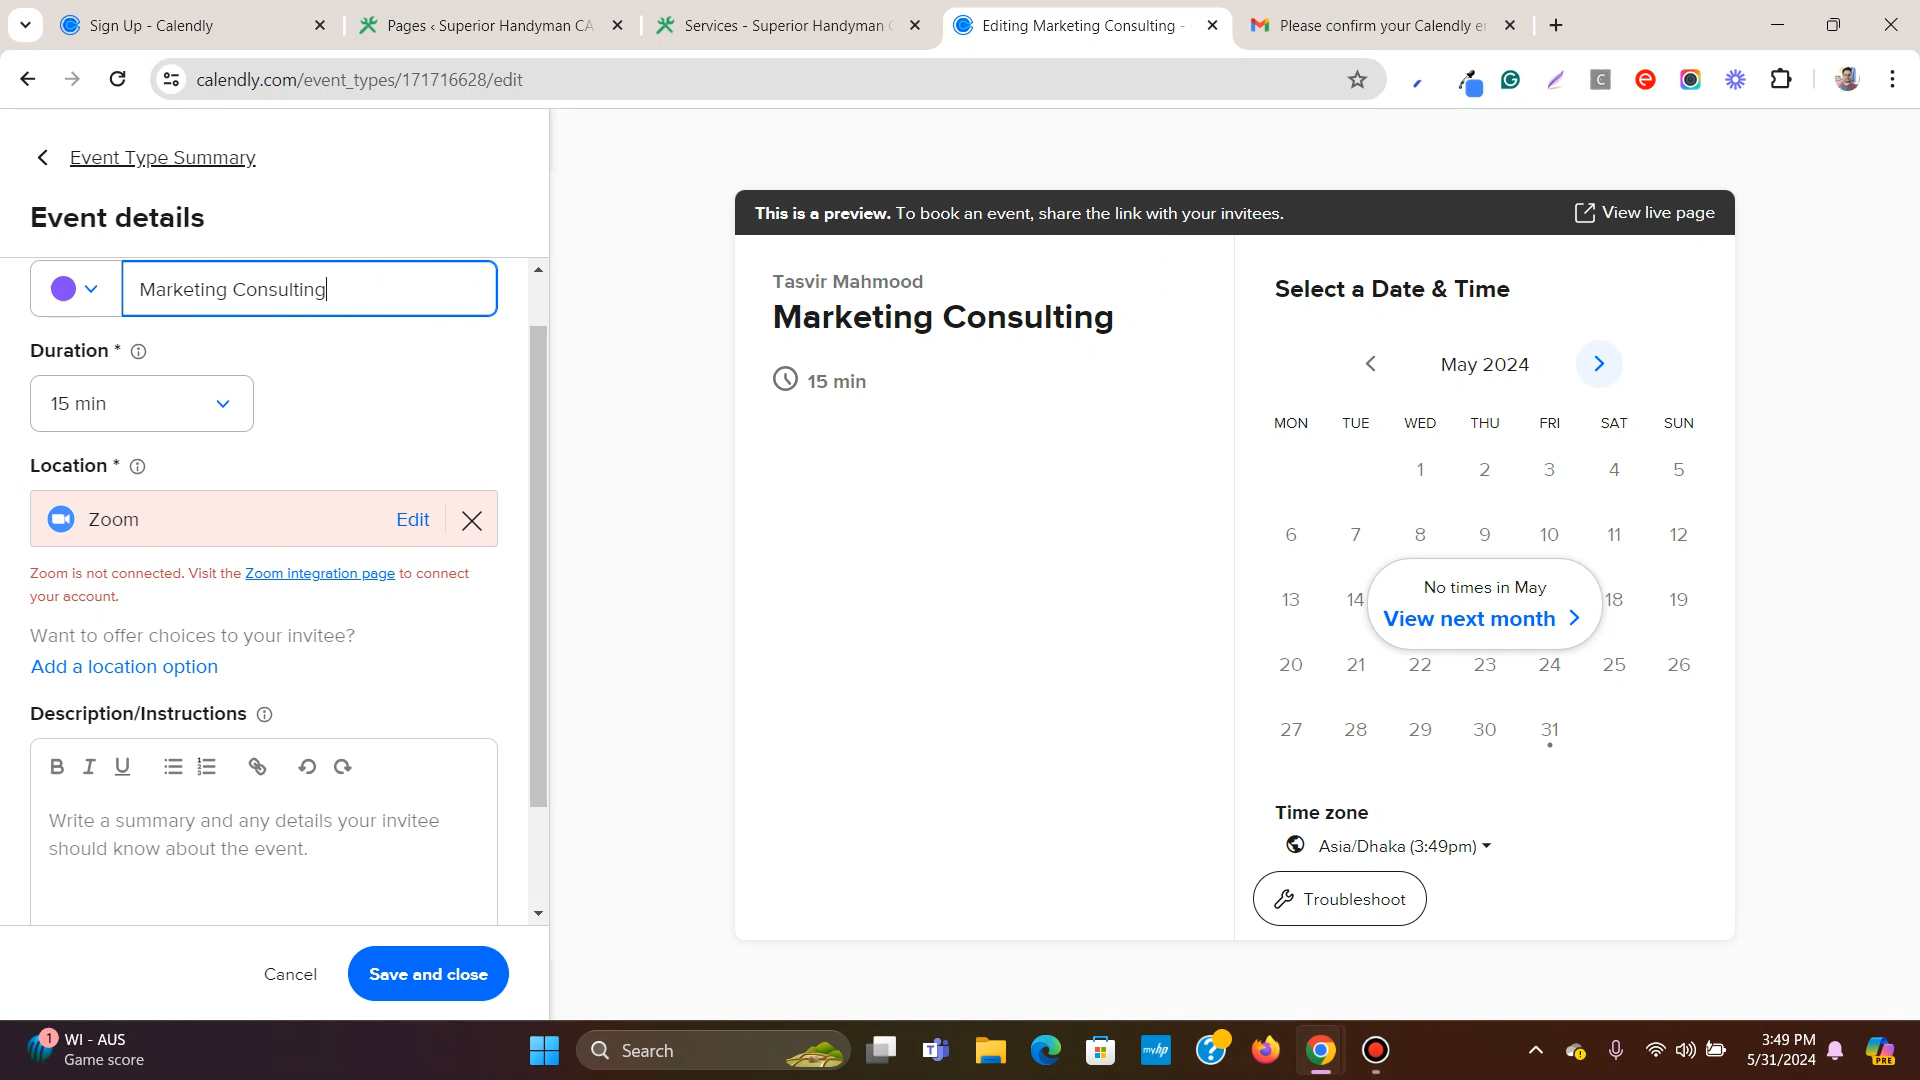 Sign Up - Calendly
Pages ‹ Superior Handyman CA
Services - Superior Handyman
Editing Marketing Consulting -
Please confirm your Calendly e
calendly.com/event_types/171716628/edit
Event Type Summary
Event details
Marketing Consulting
Duration *
15 min
Location *
Zoom
Edit
Zoom is not connected. Visit the Zoom integration page to connect
your account.
Want to offer choices to your invitee?
Add a location option
Description/Instructions
B I U
Write a summary and any details your invitee
should know about the event.
Cancel
Save and close
This is a preview. To book an event, share the link with your invitees.
View live page
Tasvir Mahmood
Marketing Consulting
15 min
Select a Date & Time
May 2024
MON TUE WED THU FRI SAT SUN
1 2 3 4 5
6 7 8 9 10 11 12
13 14 18 19
No times in May
View next month
20 21 22 23 24 25 26
27 28 29 30 31
Time zone
Asia/Dhaka (3:49pm)
Troubleshoot
1
WI - AUS
Game score
Search
myhp
3:49 PM
5/31/2024
PRE